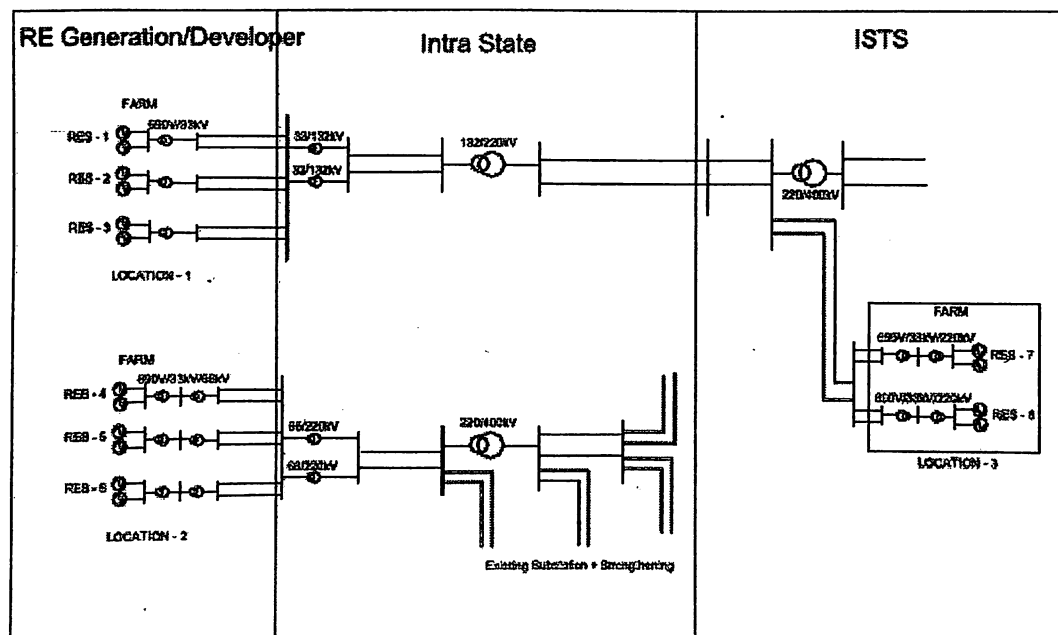 RE Generation/Developer
Intra State
ISTS
FARM
690V/33kV
RES - 1
RES - 2
RES - 3
LOCATION - 1
33/132kV
33/132kV
132/220kV
220/400kV
FARM
690V/33kV/66kV
RES - 4
RES - 5
RES - 6
LOCATION - 2
66/220kV
66/220kV
220/400kV
Existing Substation + Strengthening
FARM
690V/33kV/220kV
RES - 7
690V/33kV/220kV
RES - 8
LOCATION - 3